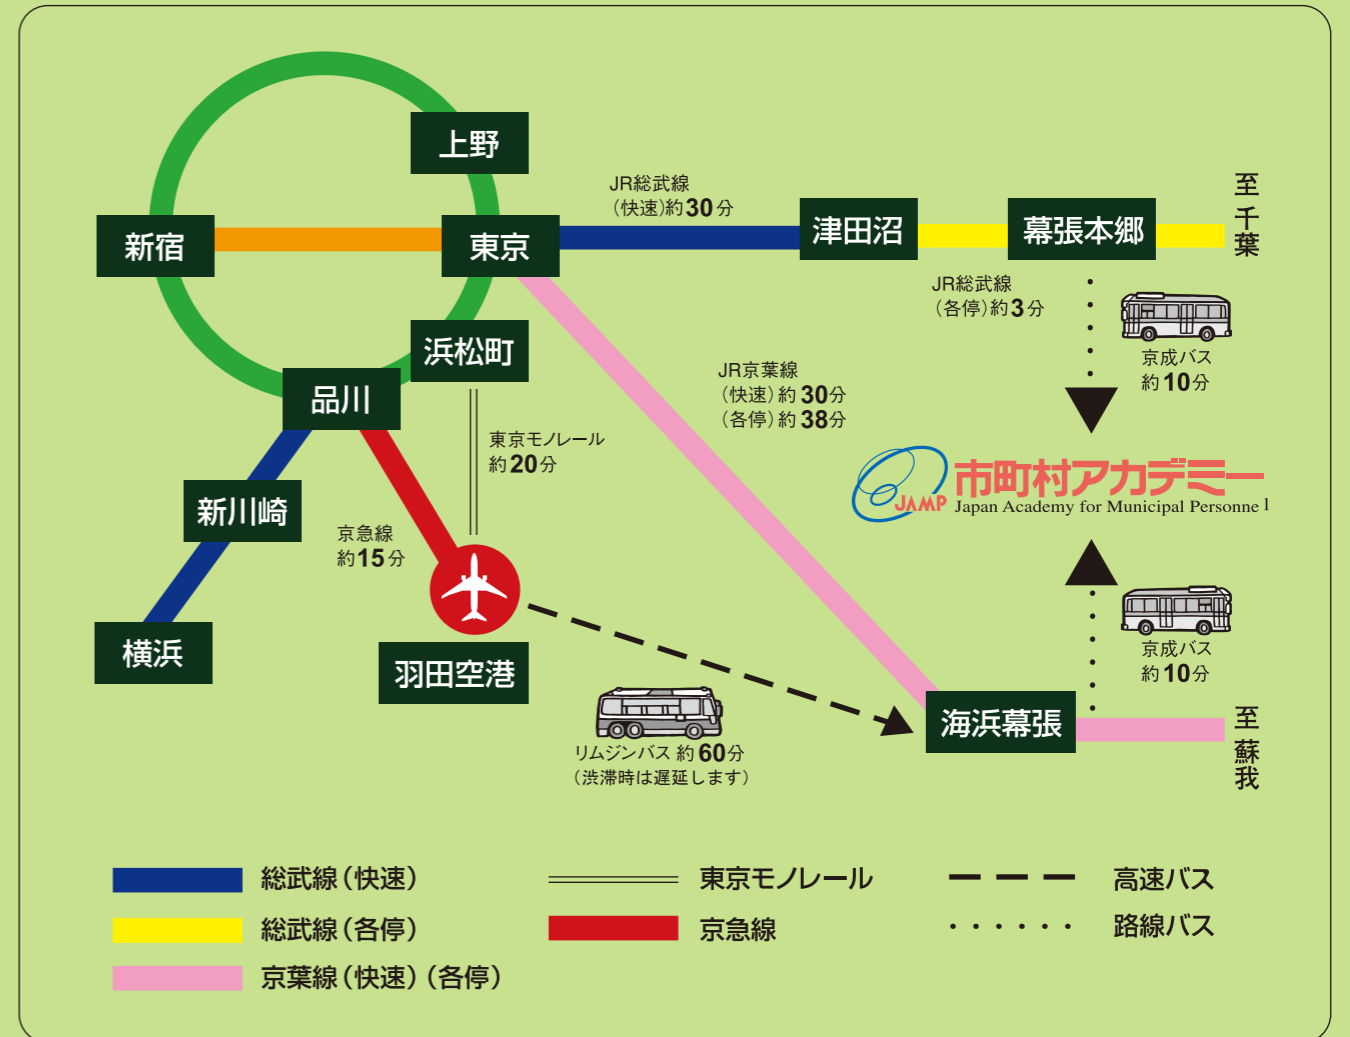 上野
新宿
東京
JR総武線
（快速）約30分
津田沼
幕張本郷
至千葉
JR総武線
（各停）約3分
京成バス
約10分
浜松町
品川
東京モノレール
約20分
JR京葉線
（快速）約30分
（各停）約38分
JAMP
市町村アカデミー
Japan Academy for Municipal Personnel
新川崎
京急線
約15分
横浜
羽田空港
京成バス
約10分
海浜幕張
至蘇我
リムジンバス 約60分
（渋滞時は遅延します）
総武線（快速）
東京モノレール
高速バス
総武線（各停）
京急線
路線バス
京葉線（快速）（各停）